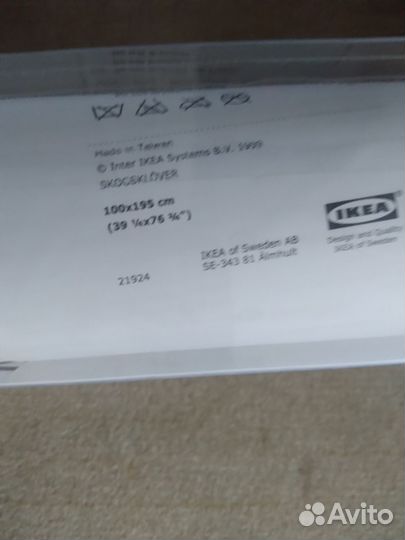 Made in Taiwan
© Inter IKEA Systems B.V. 1999
SKOGSKLÖVER
100x195 cm
(39 ¼x76 ¾")
IKEA
Design and Quality
IKEA of Sweden
IKEA of Sweden AB
SE-343 81 Älmhult
21924
Avito